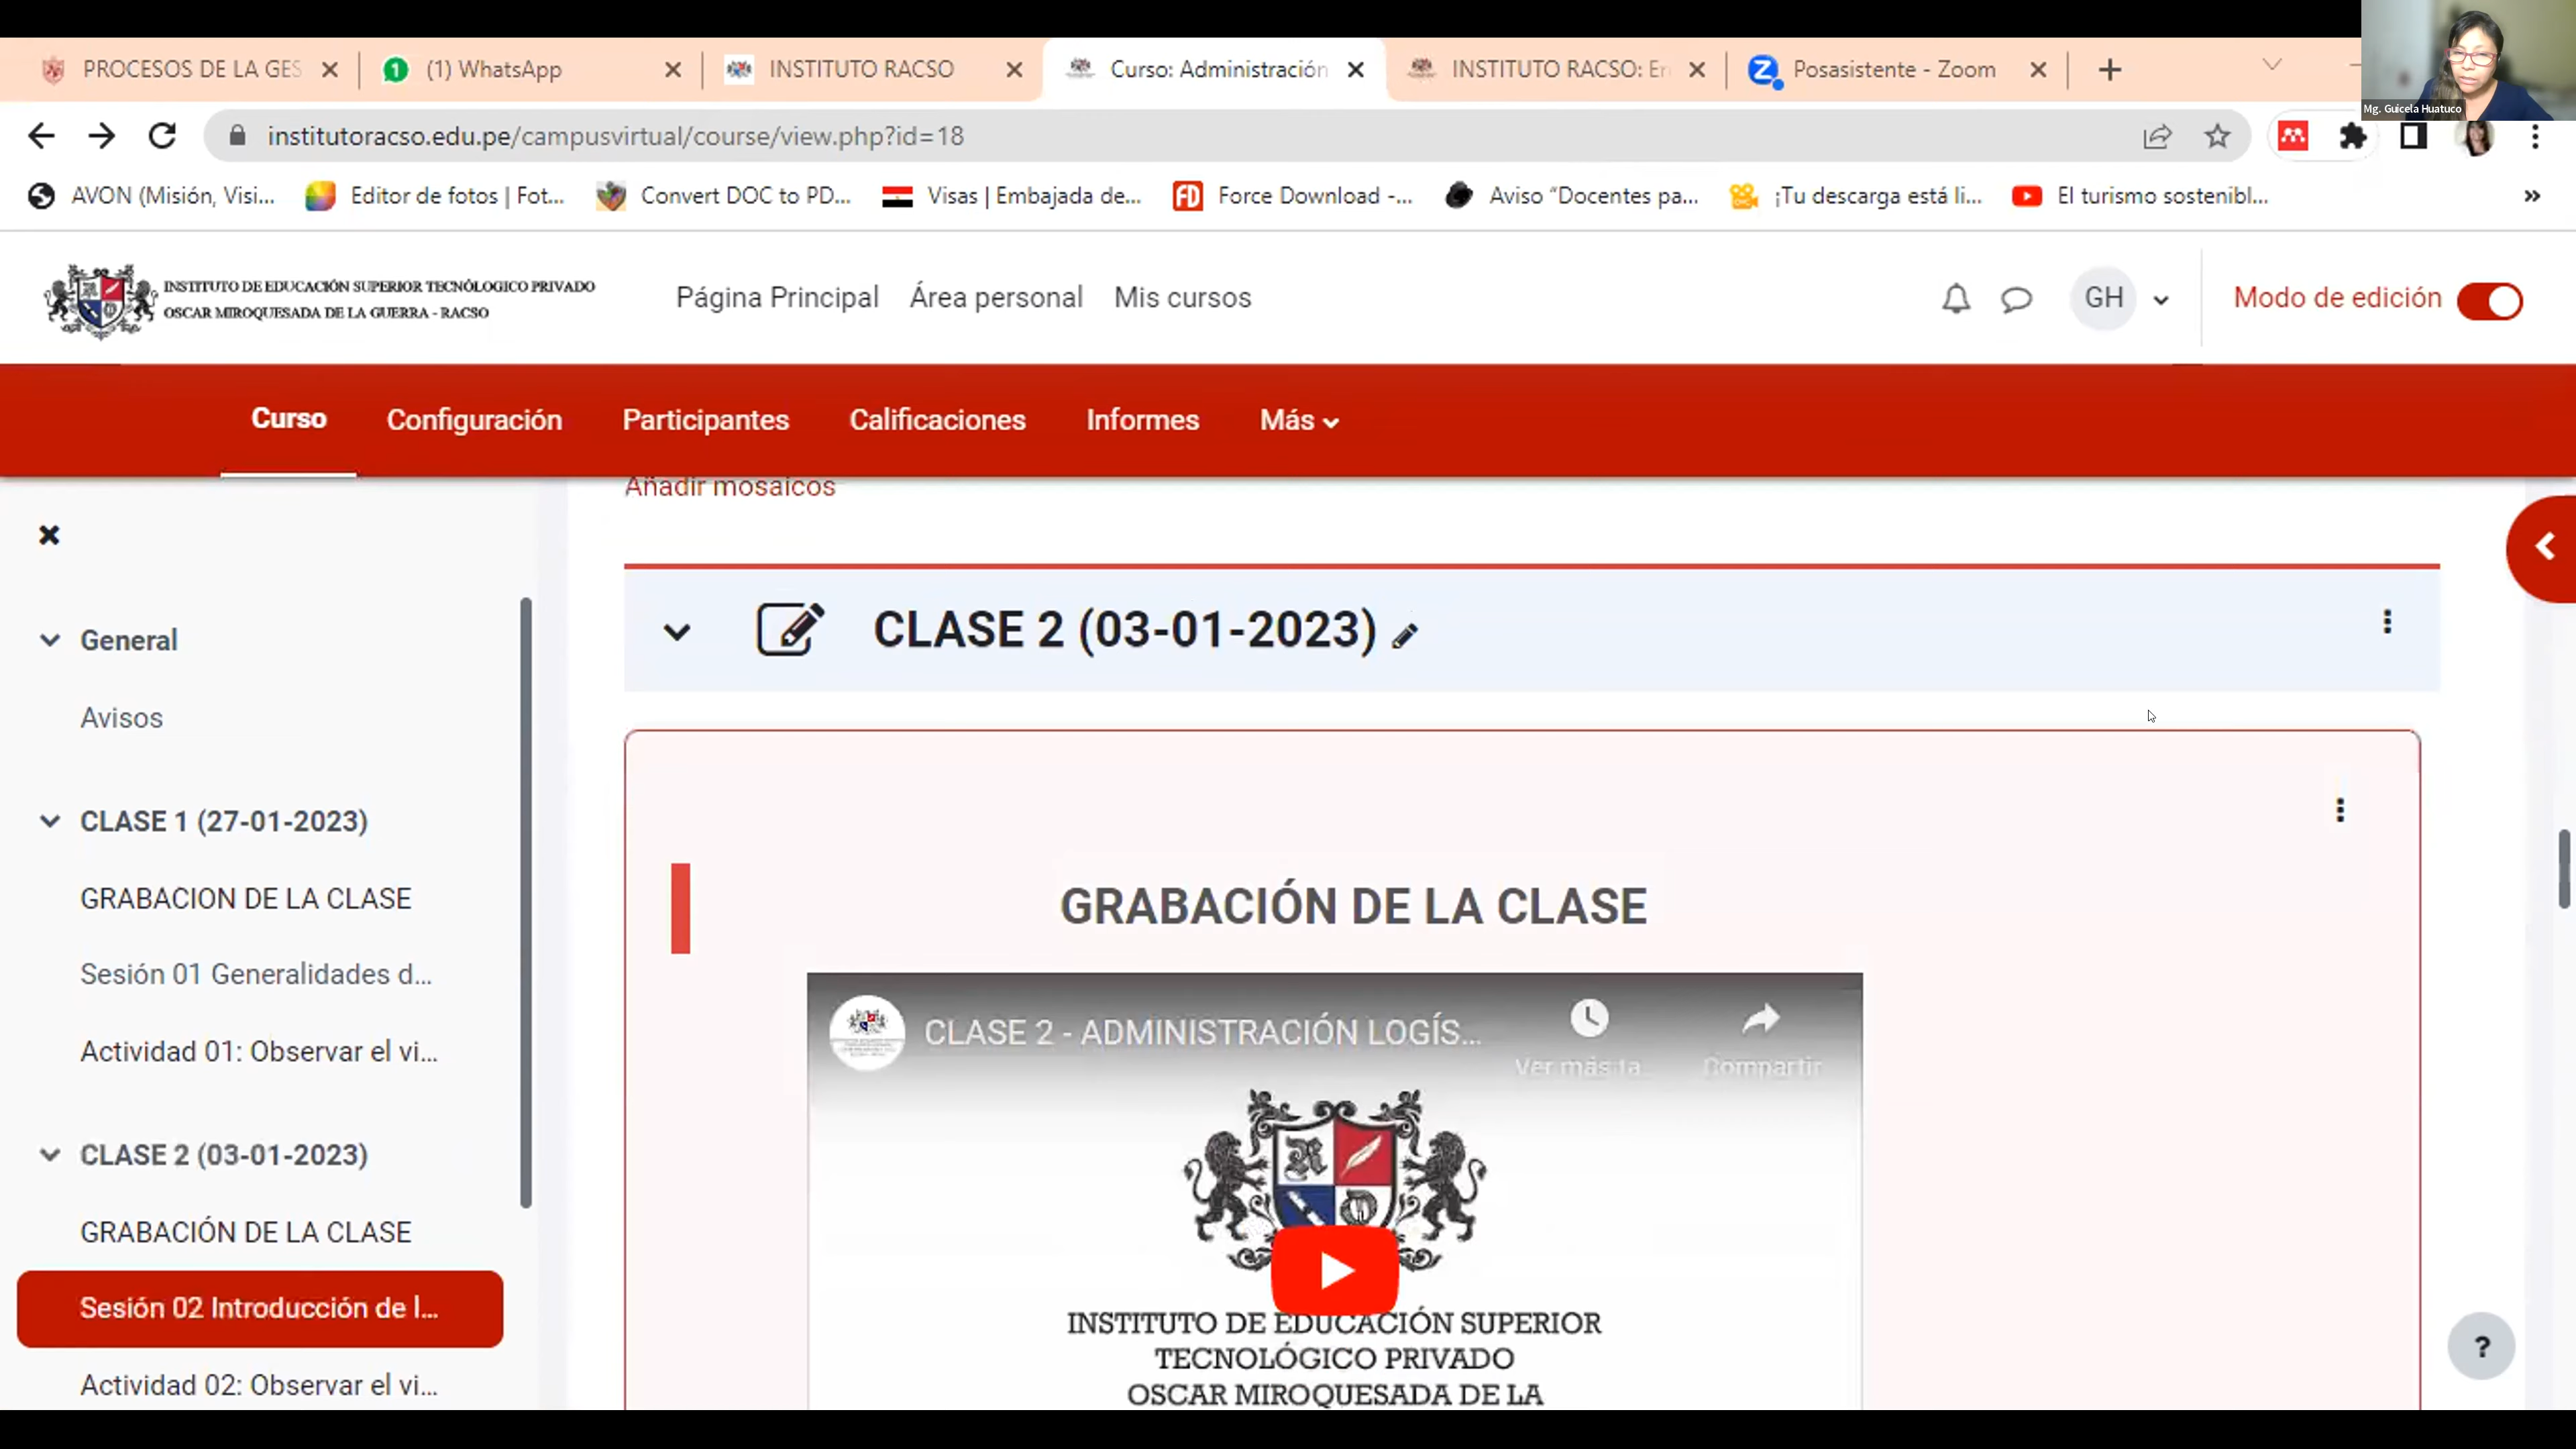 PROCESOS DE LA GES
(1) WhatsApp
INSTITUTO RACSO
Curso: Administración
INSTITUTO RACSO: En
Posasistente - Zoom
Mg. Guicela Huatuco
institutoracso.edu.pe/campusvirtual/course/view.php?id=18
AVON (Misión, Visi...
Editor de fotos | Fot...
Convert DOC to PD...
Visas | Embajada de...
FD Force Download -...
Aviso “Docentes pa...
¡Tu descarga está li...
El turismo sostenibl...
INSTITUTO DE EDUCACIÓN SUPERIOR TECNÓLOGICO PRIVADO
OSCAR MIROQUESADA DE LA GUERRA - RACSO
Página Principal
Área personal
Mis cursos
GH
Modo de edición
Curso
Configuración
Participantes
Calificaciones
Informes
Más
Añadir mosaicos
General
Avisos
CLASE 1 (27-01-2023)
GRABACION DE LA CLASE
Sesión 01 Generalidades d...
Actividad 01: Observar el vi...
CLASE 2 (03-01-2023)
GRABACIÓN DE LA CLASE
Sesión 02 Introducción de l...
Actividad 02: Observar el vi...
CLASE 2 (03-01-2023)
GRABACIÓN DE LA CLASE
CLASE 2 - ADMINISTRACIÓN LOGÍS...
Ver más ta...
Compartir
INSTITUTO DE EDUCACIÓN SUPERIOR
TECNOLÓGICO PRIVADO
OSCAR MIROQUESADA DE LA
?